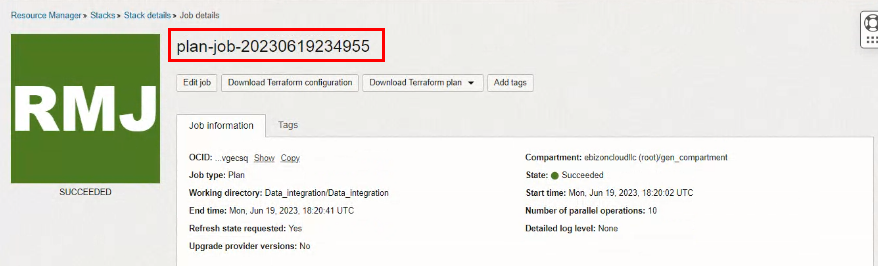 Resource Manager » Stacks » Stack details » Job details
plan-job-20230619234955
Edit job Download Terraform configuration Download Terraform plan Add tags
RMJ
SUCCEEDED
Job information Tags
OCID: ...vgecsq Show Copy
Compartment: ebizoncloudllc (root)/gen_compartment
Job type: Plan
State: Succeeded
Working directory: Data_integration/Data_integration
Start time: Mon, Jun 19, 2023, 18:20:02 UTC
End time: Mon, Jun 19, 2023, 18:20:41 UTC
Number of parallel operations: 10
Refresh state requested: Yes
Detailed log level: None
Upgrade provider versions: No